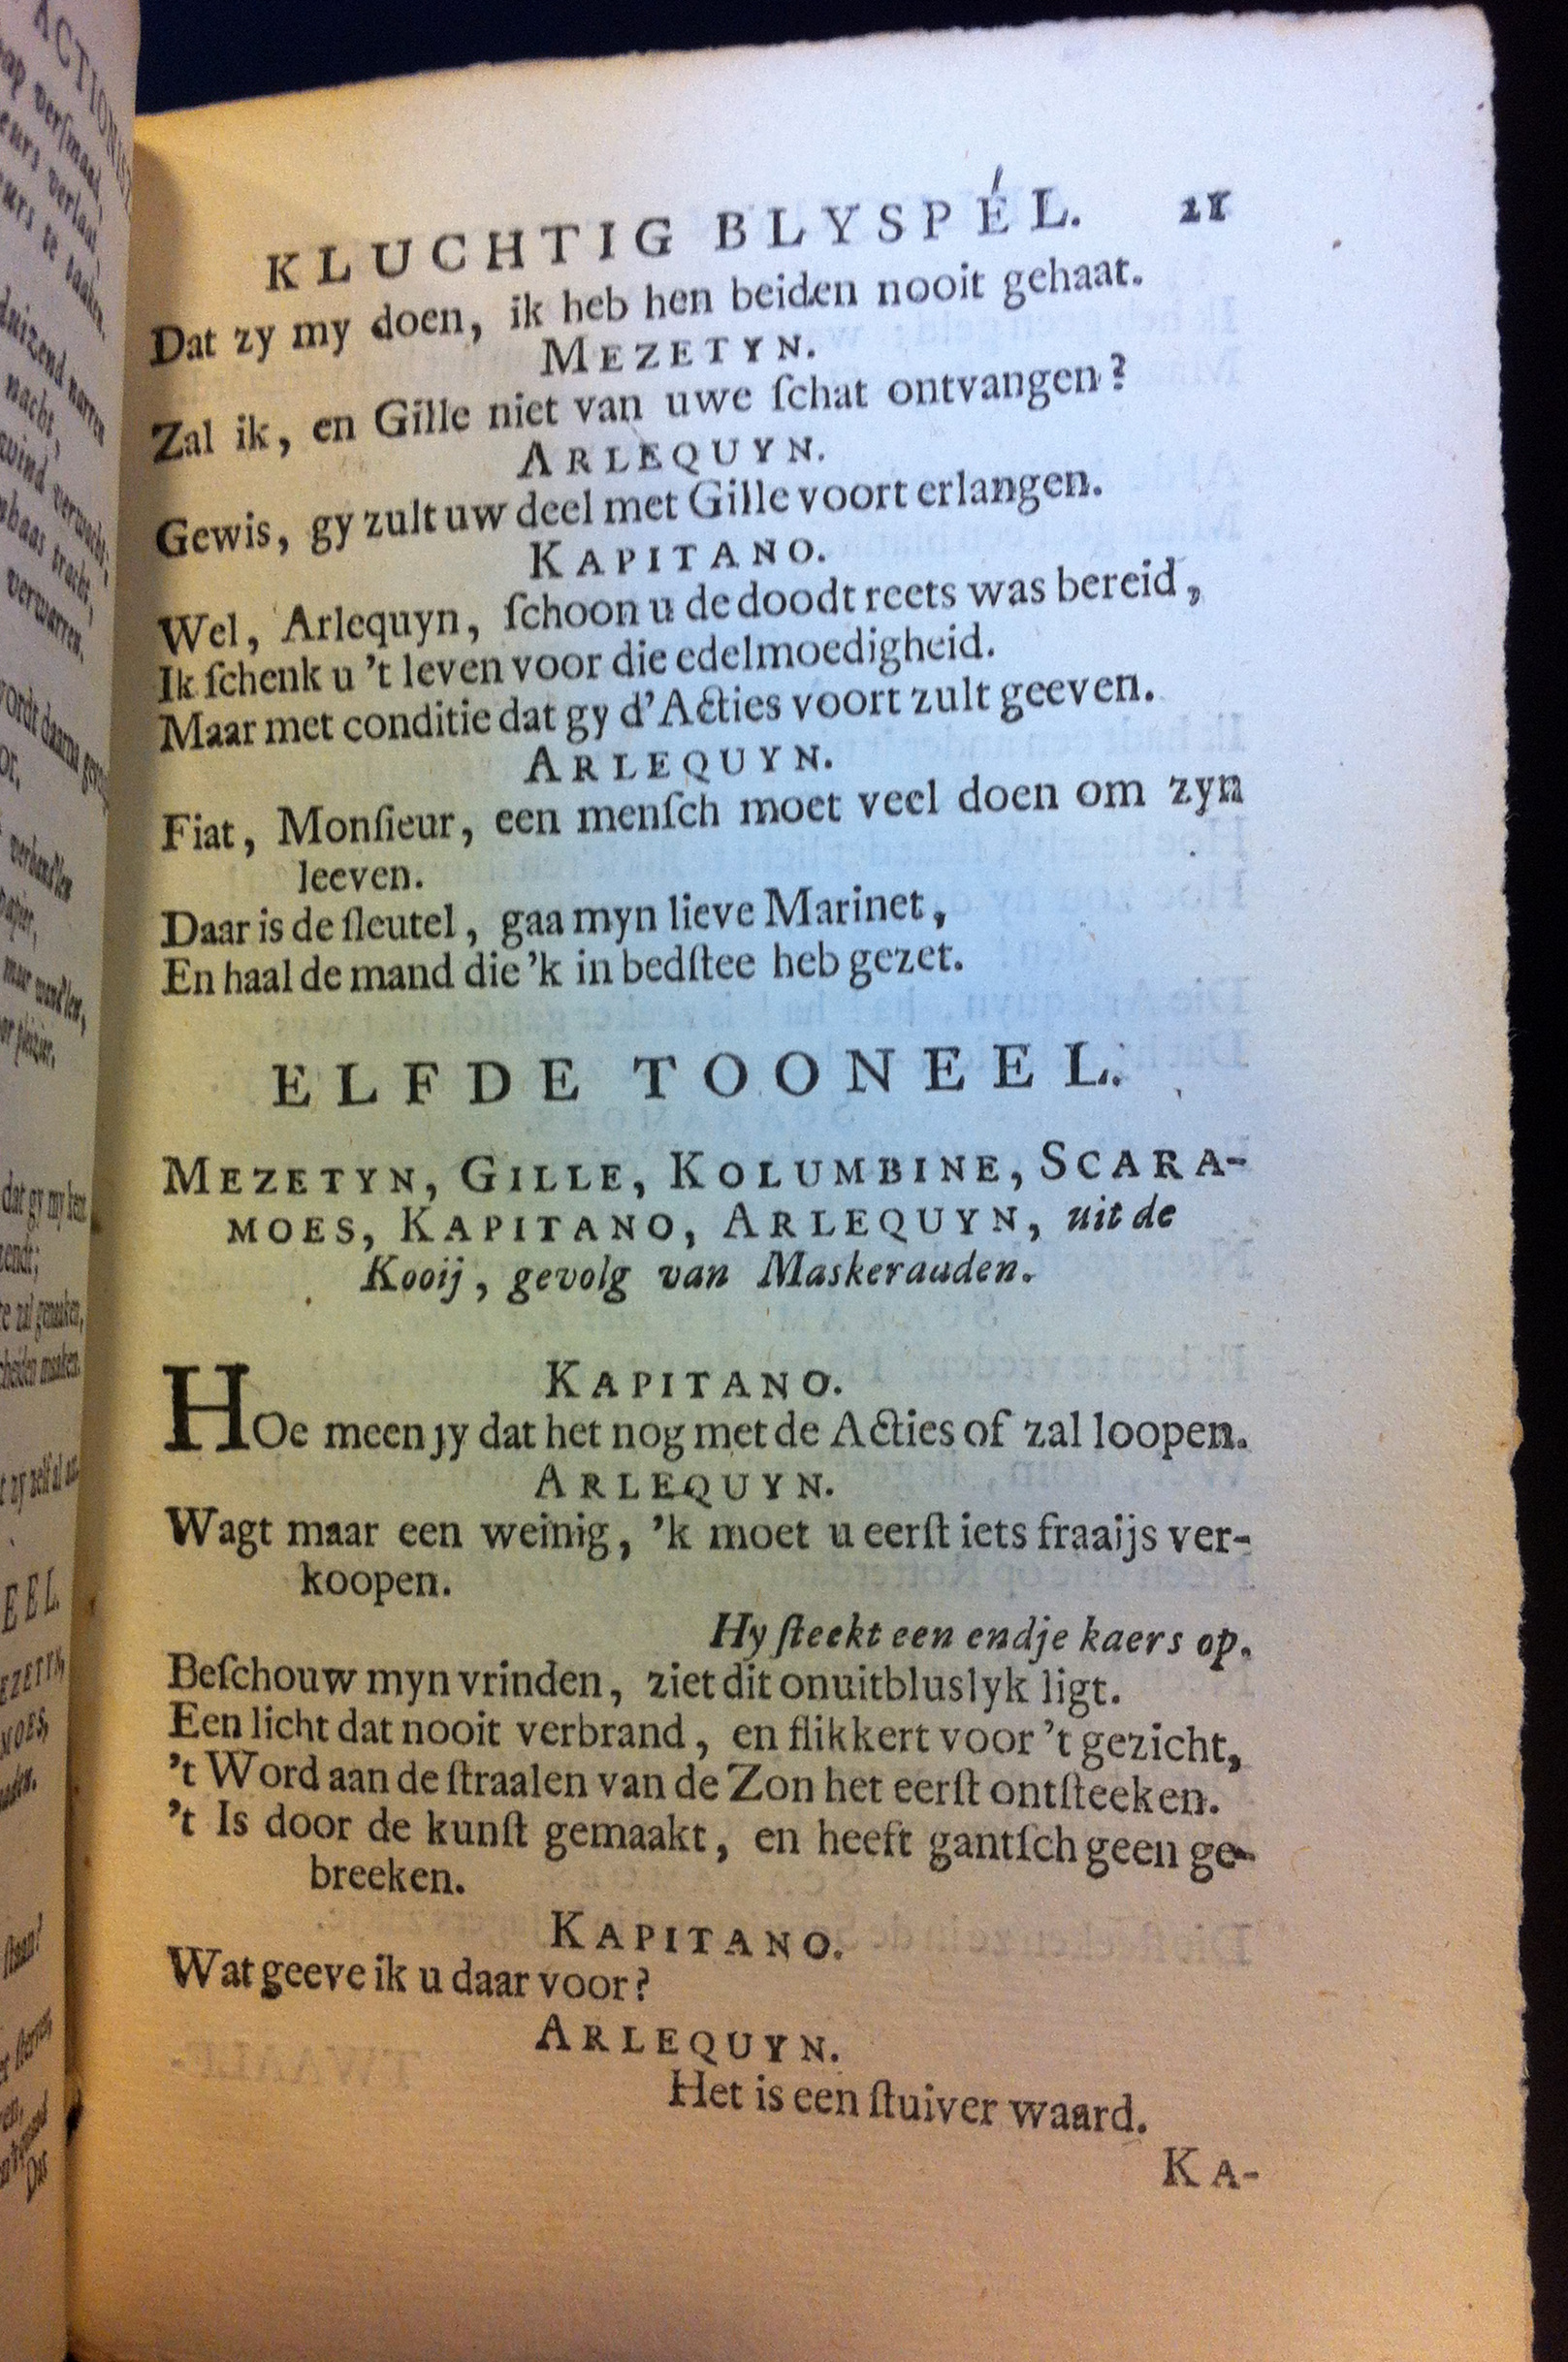 KLUCHTIG BLYSPÉL. 21
Dat zy my doen, ik heb hen beiden nooit gehaat.
MEZETYN.
Zal ik, en Gille niet van uwe ſchat ontvangen?
ARLEQUYN.
Gewis, gy zult uw deel met Gille voort erlangen.
KAPITANO.
Wel, Arlequyn, ſchoon u de doodt reets was bereid,
Ik ſchenk u 't leven voor die edelmoedigheid.
Maar met conditie dat gy d'Acties voort zult geeven.
ARLEQUYN.
Fiat, Monſieur, een menſch moet veel doen om zyn
leeven.
Daar is de ſleutel, gaa myn lieve Marinet,
En haal de mand die 'k in bedſtee heb gezet.
ELFDE TOONEEL.
MEZETYN, GILLE, KOLUMBINE, SCARA-
MOES, KAPITANO, ARLEQUYN, uit de
Kooij, gevolg van Maskerauden.
KAPITANO.
HOe meen jy dat het nog met de Acties of zal loopen.
ARLEQUYN.
Wagt maar een weinig, 'k moet u eerſt iets fraaijs ver-
koopen.
Hy ſteekt een endje kaers op.
Beſchouw myn vrinden, ziet dit onuitbluslyk ligt.
Een licht dat nooit verbrand, en flikkert voor 't gezicht,
't Word aan de ſtraalen van de Zon het eerſt ontſteeken.
't Is door de kunſt gemaakt, en heeft gantſch geen ge-
breeken.
KAPITANO.
Wat geeve ik u daar voor?
ARLEQUYN.
Het is een ſtuiver waard.
KA-